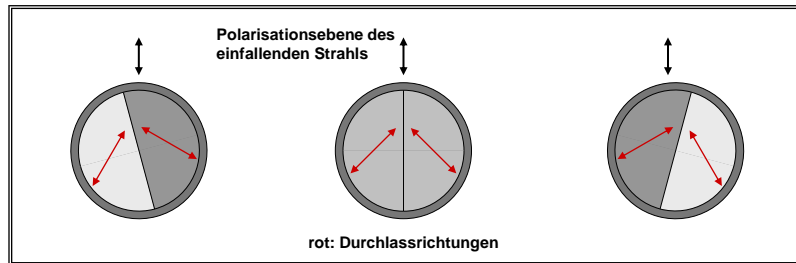 Polarisationsebene des
einfallenden Strahls
rot: Durchlassrichtungen